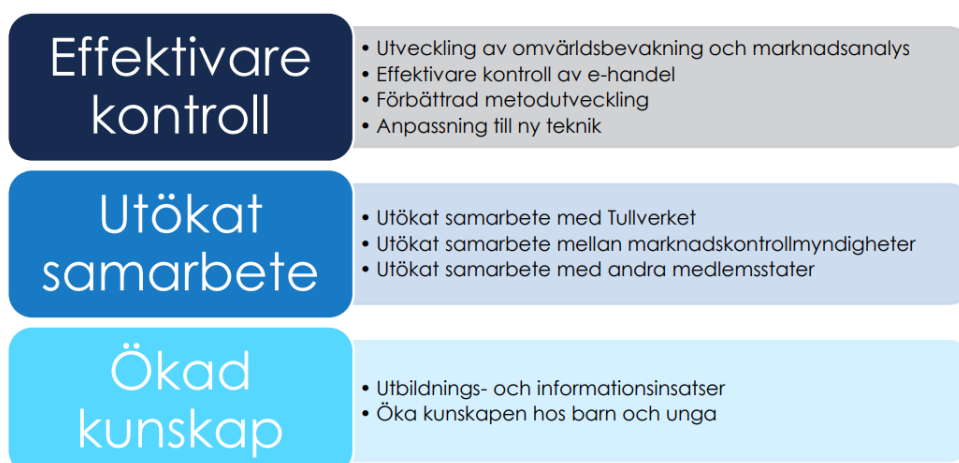 Effektivare
kontroll
• Utveckling av omvärldsbevakning och marknadsanalys
• Effektivare kontroll av e-handel
• Förbättrad metodutveckling
• Anpassning till ny teknik
Utökat
samarbete
• Utökat samarbete med Tullverket
• Utökat samarbete mellan marknadskontrollmyndigheter
• Utökat samarbete med andra medlemsstater
Ökad
kunskap
• Utbildnings- och informationsinsatser
• Öka kunskapen hos barn och unga